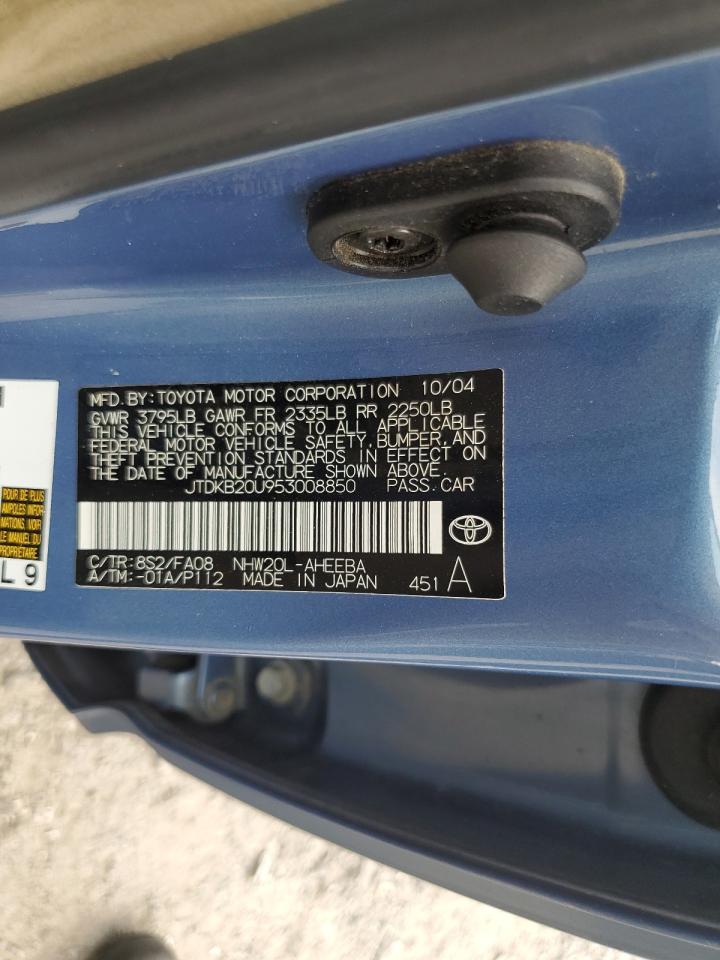 MFD.BY:TOYOTA MOTOR CORPORATION 10/04
GVWR 3795LB GAWR FR 2335LB RR 2250LB
THIS VEHICLE CONFORMS TO ALL APPLICABLE
FEDERAL MOTOR VEHICLE SAFETY, BUMPER, AND
THEFT PREVENTION STANDARDS IN EFFECT ON
THE DATE OF MANUFACTURE SHOWN ABOVE.
JTDKB20U953008850 PASS.CAR
C/TR:8S2/FA08 NHW20L-AHEEBA
A/TM:-01A/P112 MADE IN JAPAN 451 A
POUR DE PLUS
AMPLES INFOR-
MATIONS, VOIR
LE MANUEL DU
PROPRIÉTAIRE
L 9